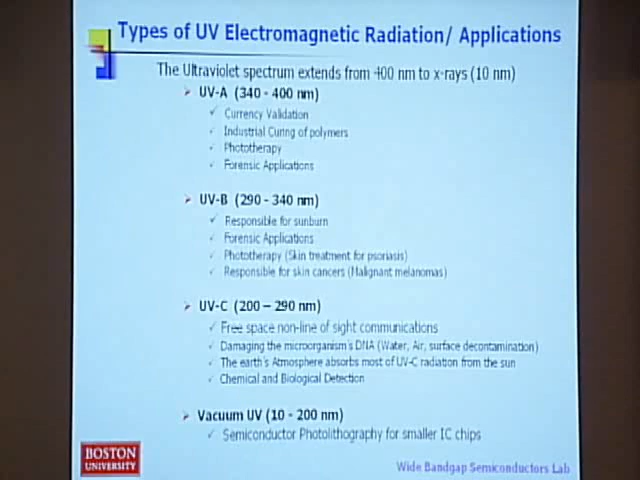 Types of UV Electromagnetic Radiation/ Applications
The Ultraviolet spectrum extends from 400 nm to x-rays (10 nm)
UV-A (340 - 400 nm)
Currency Validation
Industrial Curing of polymers
Phototherapy
Forensic Applications
UV-B (290 - 340 nm)
Responsible for sunburn
Forensic Applications
Phototherapy (Skin treatment for psoriasis)
Responsible for skin cancers (Malignant melanomas)
UV-C (200 – 290 nm)
Free space non-line of sight communications
Damaging the microorganism's DNA (Water, Air, surface decontamination)
The earth's Atmosphere absorbs most of UV-C radiation from the sun
Chemical and Biological Detection
Vacuum UV (10 - 200 nm)
Semiconductor Photolithography for smaller IC chips
BOSTON
UNIVERSITY
Wide Bandgap Semiconductors Lab